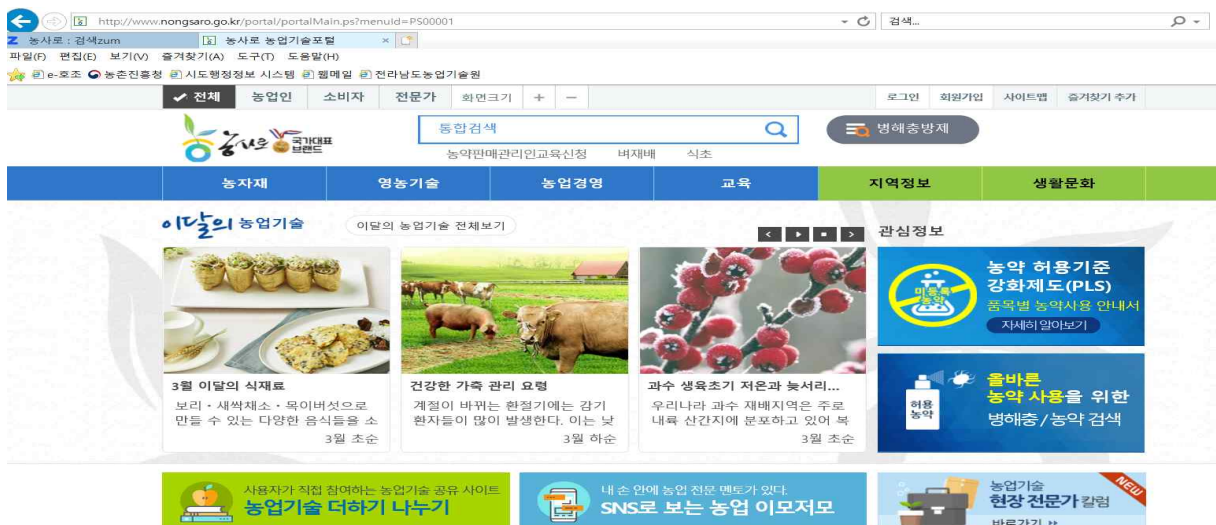 http://www.nongsaro.go.kr/portal/portalMain.ps?menuId=PS00001
검색...
농사로 : 검색zum
농사로 농업기술포털
파일(F) 편집(E) 보기(V) 즐겨찾기(A) 도구(T) 도움말(H)
e-호조 농촌진흥청 시도행정정보 시스템 웹메일 전라남도농업기술원
전체 농업인 소비자 전문가 화면크기 + －
로그인 회원가입 사이트맵 즐겨찾기 추가
농사로 국가대표
브랜드
통합검색
병해충방제
농약판매관리인교육신청 벼재배 식초
농자재 영농기술 농업경영 교육 지역정보 생활문화
이달의 농업기술
이달의 농업기술 전체보기
관심정보
3월 이달의 식재료
보리・새싹채소・목이버섯으로
만들 수 있는 다양한 음식들을 소
3월 초순
건강한 가축 관리 요령
계절이 바뀌는 환절기에는 감기
환자들이 많이 발생한다. 이는 낮
3월 하순
과수 생육초기 저온과 늦서리...
우리나라 과수 재배지역은 주로
내륙 산간지에 분포하고 있어 복
3월 초순
미등록
농약
농약 허용기준
강화제도(PLS)
품목별 농약사용 안내서
자세히 알아보기
허용
농약
올바른
농약 사용을 위한
병해충/농약 검색
사용자가 직접 참여하는 농업기술 공유 사이트
농업기술 더하기 나누기
내 손 안에 농업 전문 멘토가 있다.
SNS로 보는 농업 이모저모
농업기술
현장 전문가 칼럼
바로가기 »
NEW